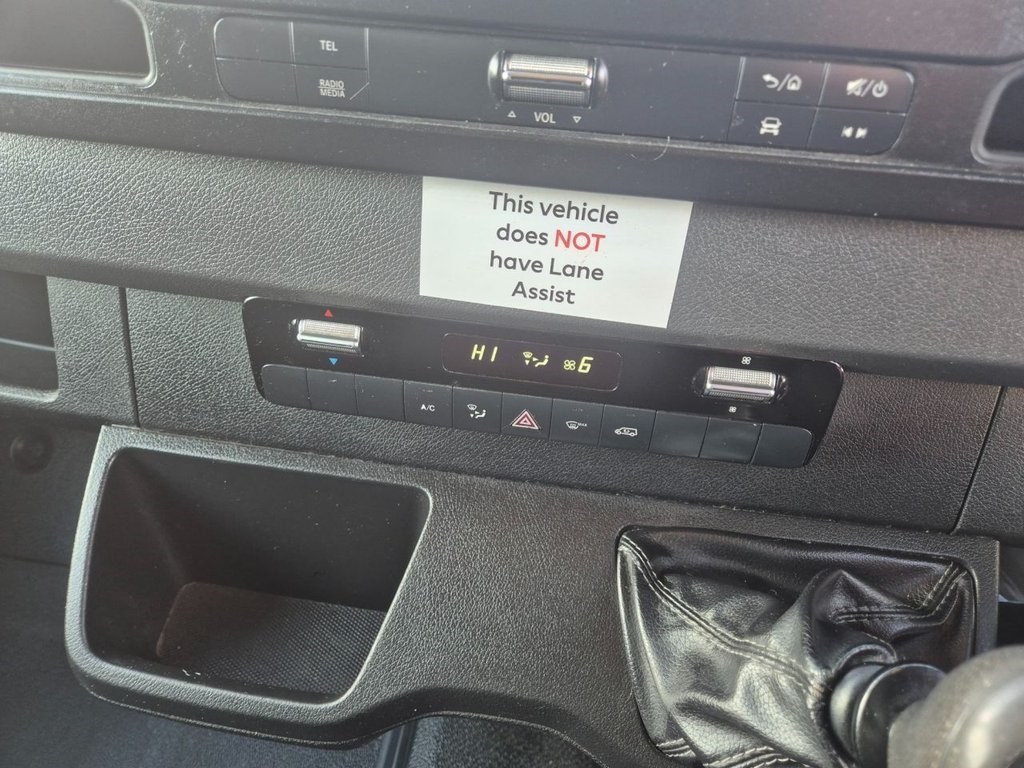 TEL
RADIO
MEDIA
VOL
This vehicle
does NOT
have Lane
Assist
HI 6
A/C